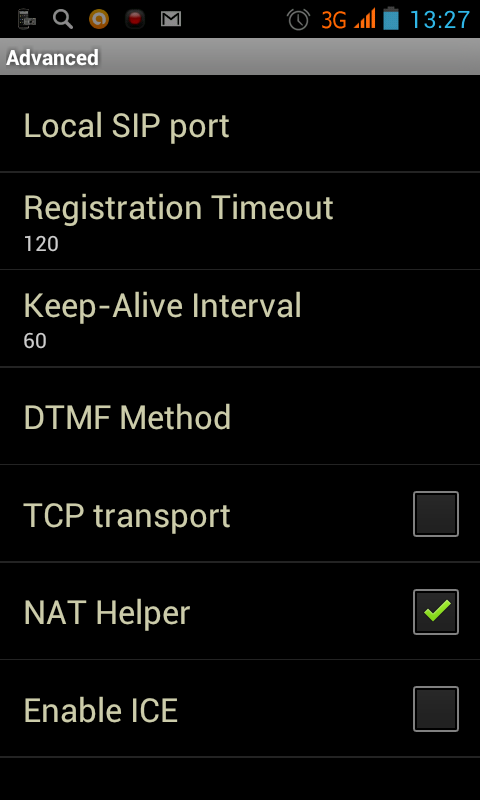 3G 13:27
Advanced
Local SIP port
Registration Timeout
120
Keep-Alive Interval
60
DTMF Method
TCP transport
NAT Helper
Enable ICE